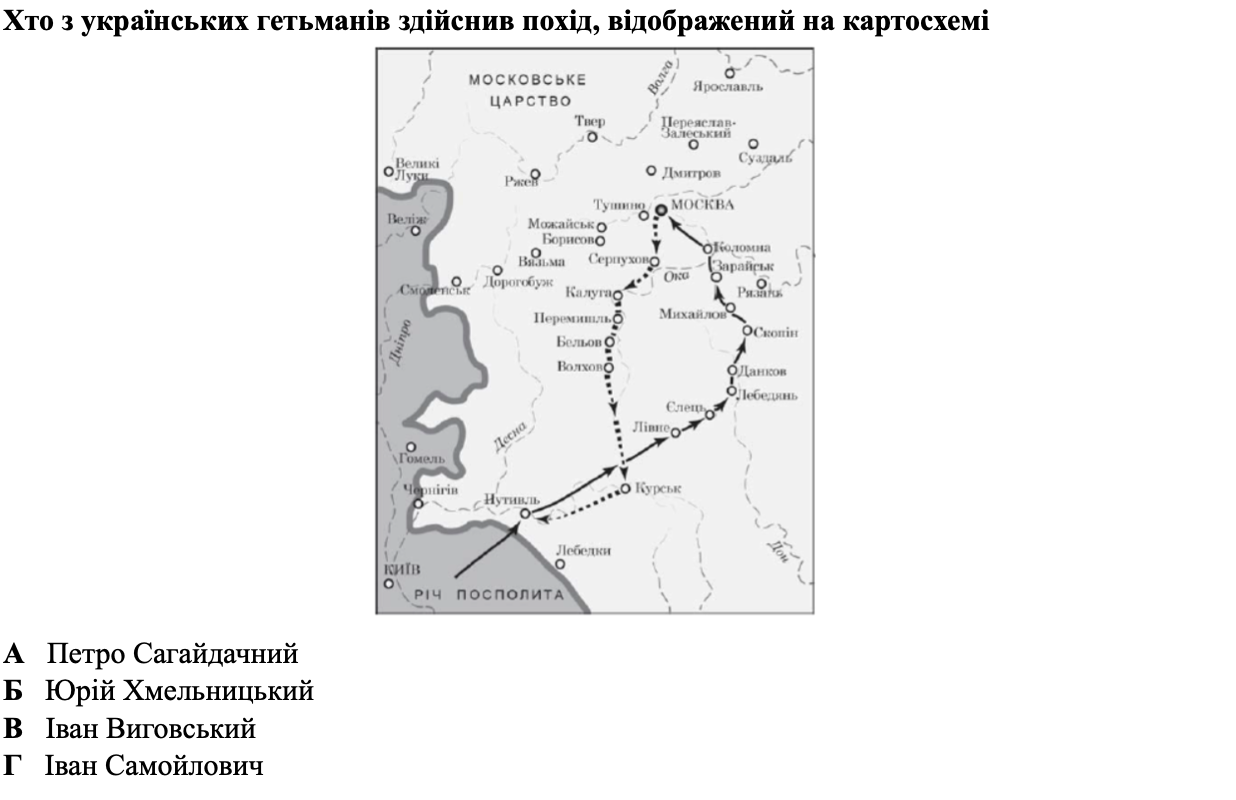 Хто з українських гетьманів здійснив похід, відображений на картосхемі
МОСКОВСЬКЕ
ЦАРСТВО
Волга
Ярославль
Твер
Переяслав-
Залеський
Суздаль
Великі
Луки
Ржев
Дмитров
Тушино
МОСКВА
Веліж
Можайськ
Борисов
Вязьма
Серпухов
Коломна
Зарайськ
Ока
Смоленськ
Дорогобуж
Калуга
Рязань
Перемишль
Михайлов
Скопін
Дніпро
Бельов
Волхов
Данков
Лебедянь
Єлець
Лівне
Десна
Гомель
Чернігів
Путивль
Курськ
Лебедки
Дон
КИЇВ
РІЧ ПОСПОЛИТА
А Петро Сагайдачний
Б Юрій Хмельницький
В Іван Виговський
Г Іван Самойлович